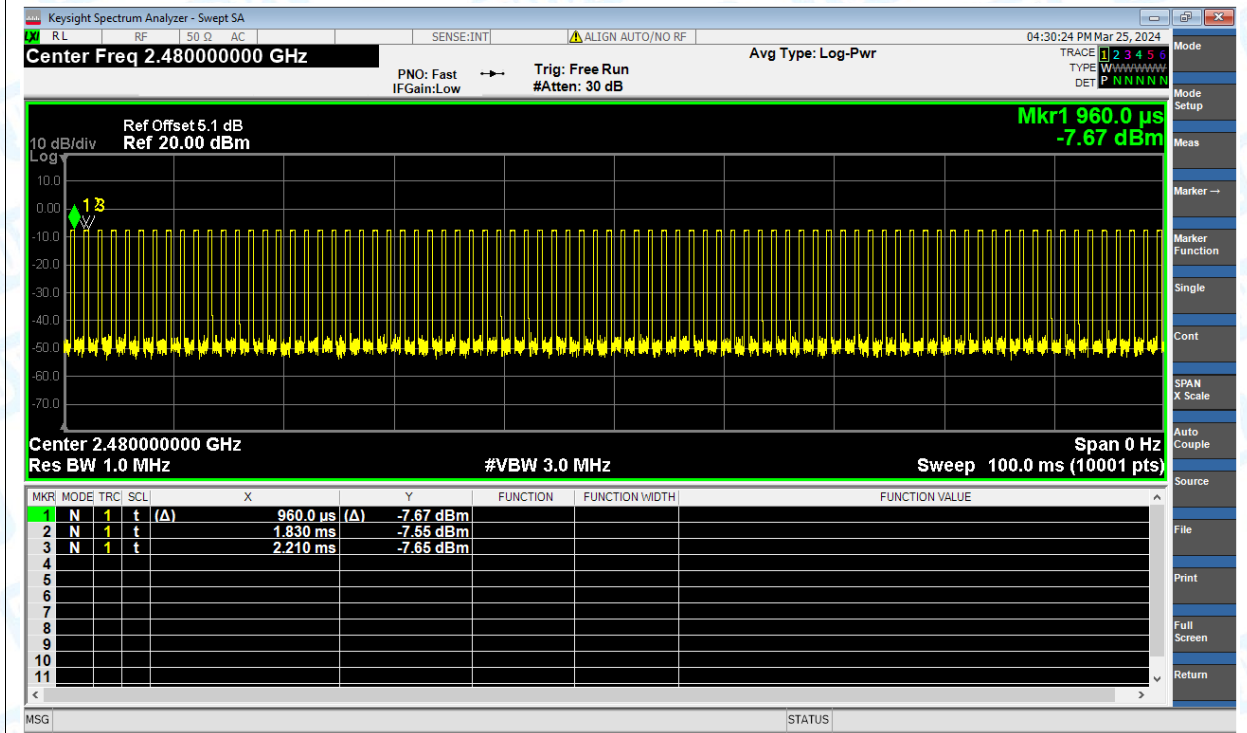 Keysight Spectrum Analyzer - Swept SA
LXI RL RF 50 Ω AC SENSE:INT ALIGN AUTO/NO RF 04:30:24 PM Mar 25, 2024
Center Freq 2.480000000 GHz
PNO: Fast
IFGain:Low
Trig: Free Run
#Atten: 30 dB
Avg Type: Log-Pwr
TRACE 1 2 3 4 5 6
TYPE WWWWWW
DET P N N N N N
Mkr1 960.0 µs
-7.67 dBm
Ref Offset 5.1 dB
10 dB/div Ref 20.00 dBm
Log
10.0
0.00
-10.0
-20.0
-30.0
-40.0
-50.0
-60.0
-70.0
1 3
Center 2.480000000 GHz Span 0 Hz
Res BW 1.0 MHz #VBW 3.0 MHz Sweep 100.0 ms (10001 pts)
MKR MODE TRC SCL X Y FUNCTION FUNCTION WIDTH FUNCTION VALUE
1 N 1 t (Δ) 960.0 µs (Δ) -7.67 dBm
2 N 1 t 1.830 ms -7.55 dBm
3 N 1 t 2.210 ms -7.65 dBm
4
5
6
7
8
9
10
11
MSG STATUS
Mode
Mode
Setup
Meas
Marker →
Marker
Function
Single
Cont
SPAN
X Scale
Auto
Couple
Source
File
Print
Full
Screen
Return